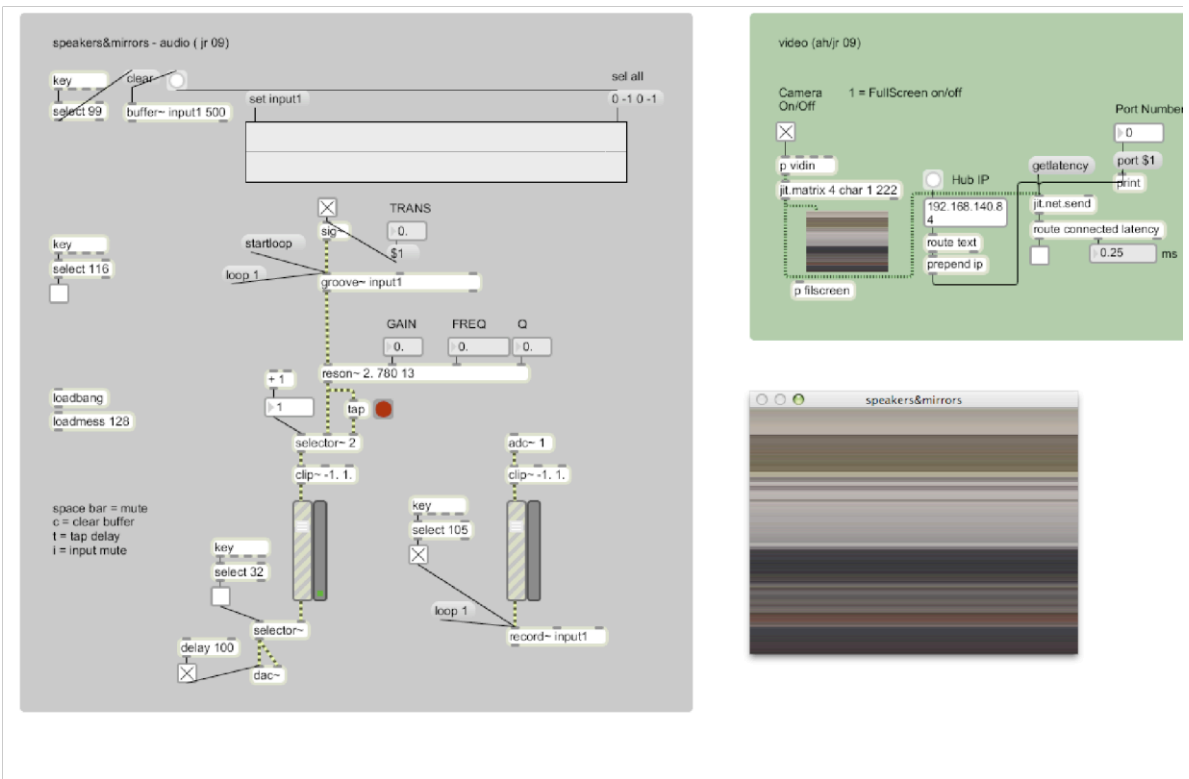 speakers&mirrors - audio ( jr 09)
key
clear
select 99
buffer~ input1 500
set input1
sel all
0 -1 0 -1
TRANS
sig~
0.
$1
key
startloop
select 116
loop 1
groove~ input1
GAIN FREQ Q
0. 0. 0.
reson~ 2. 780 13
+ 1
1
tap
loadbang
loadmess 128
selector~ 2
adc~ 1
clip~ -1. 1.
clip~ -1. 1.
space bar = mute
c = clear buffer
t = tap delay
i = input mute
key
select 105
key
select 32
loop 1
selector~
record~ input1
delay 100
dac~
video (ah/jr 09)
Camera
On/Off
1 = FullScreen on/off
Port Number
0
p vidin
getlatency
port $1
print
jit.matrix 4 char 1 222
Hub IP
192.168.140.8
4
jit.net.send
route text
route connected latency
prepend ip
0.25 ms
p filscreen
speakers&mirrors